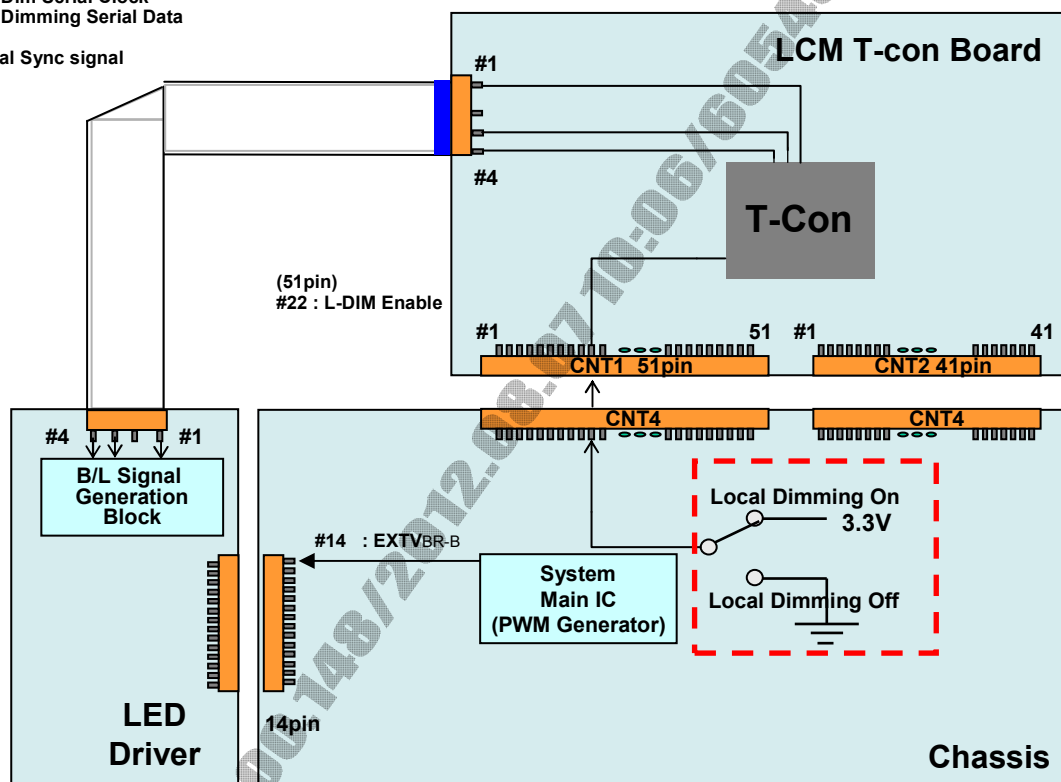 Dimming Serial Data
al Sync signal
LCM T-con Board
#1
#4
T-Con
(51pin)
#22 : L-DIM Enable
#1
51
#1
41
CNT1 51pin
CNT2 41pin
CNT4
CNT4
#4
#1
B/L Signal
Generation
Block
Local Dimming On
3.3V
#14 : EXTVBR-B
System
Main IC
(PWM Generator)
Local Dimming Off
14pin
LED
Driver
Chassis